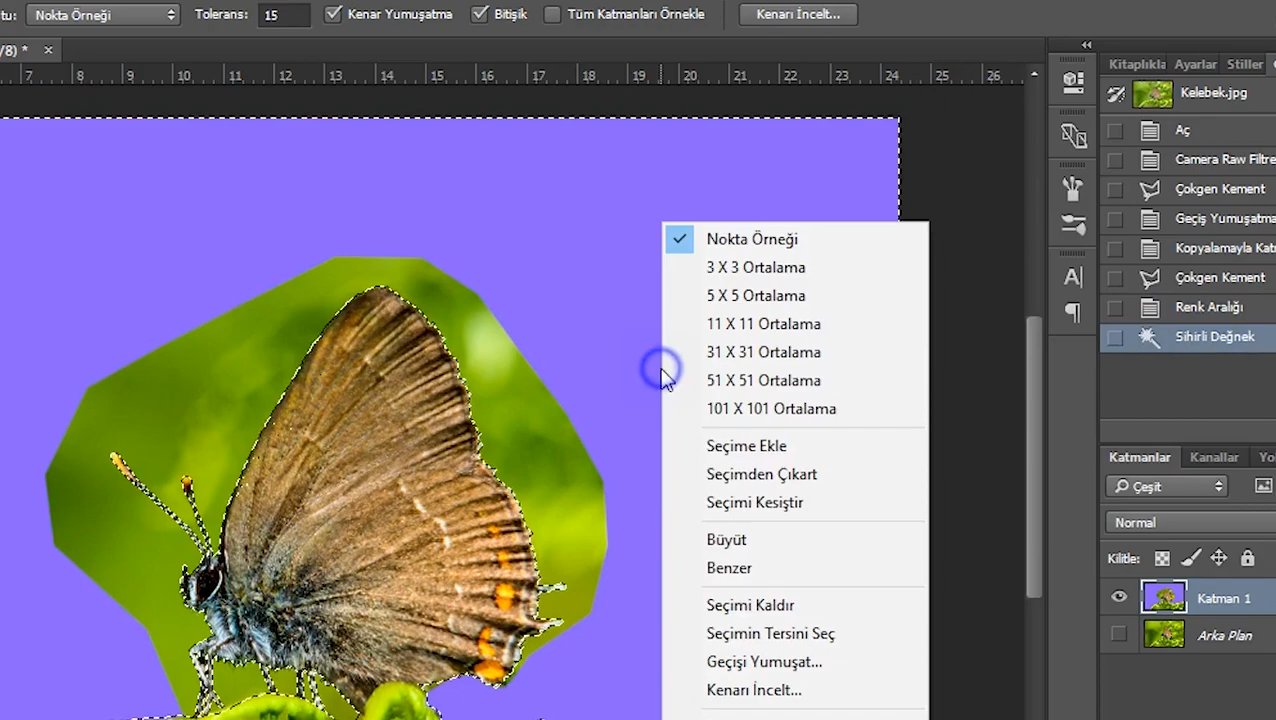 tu: Nokta Örneği Tolerans: 15 Kenar Yumuşatma Bitişik Tüm Katmanları Örnekle Kenarı İncelt...
/8) * ×
7 8 9 10 11 12 13 14 15 16 17 18 19 20 21 22 23 24 25 26
Kitaplıkla Ayarlar Stiller
Kelebek.jpg
Aç
Camera Raw Filtre
Çokgen Kement
Geçiş Yumuşatma
Kopyalamayla Katm
Çokgen Kement
Renk Aralığı
Sihirli Değnek
Nokta Örneği
3 X 3 Ortalama
5 X 5 Ortalama
11 X 11 Ortalama
31 X 31 Ortalama
51 X 51 Ortalama
101 X 101 Ortalama
Seçime Ekle
Seçimden Çıkart
Seçimi Kesiştir
Büyüt
Benzer
Seçimi Kaldır
Seçimin Tersini Seç
Geçişi Yumuşat...
Kenarı İncelt...
Katmanlar Kanallar Yo
Çeşit
Normal
Kilitle:
Katman 1
Arka Plan